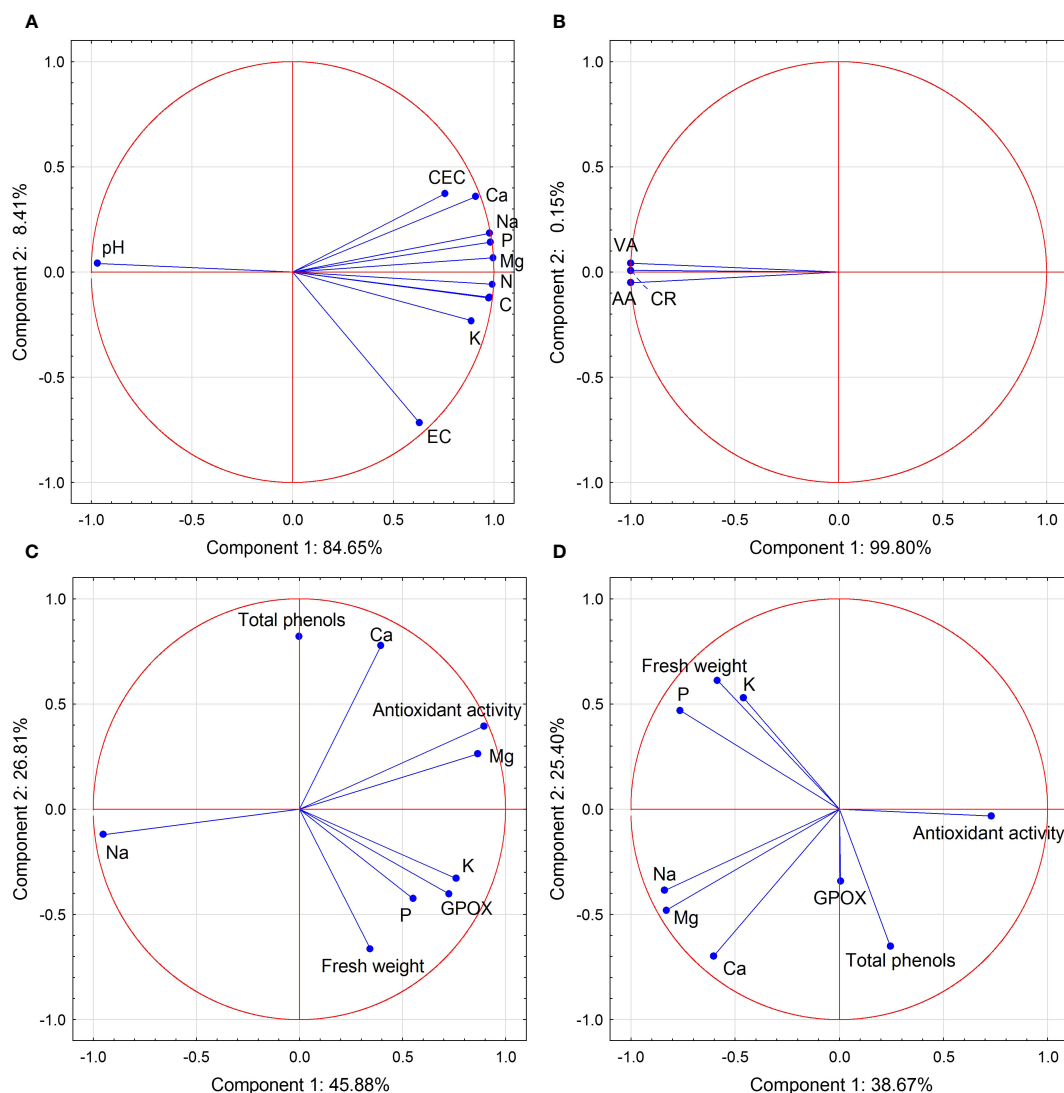 A
1.0
0.5
0.0
-0.5
-1.0
Component 2: 8.41%
CEC
Ca
Na
P
pH
Mg
N
C
K
EC
-1.0 -0.5 0.0 0.5 1.0
Component 1: 84.65%
B
1.0
0.5
0.0
-0.5
-1.0
Component 2: 0.15%
VA
AA CR
-1.0 -0.5 0.0 0.5 1.0
Component 1: 99.80%
C
1.0
0.5
0.0
-0.5
-1.0
Component 2: 26.81%
Total phenols
Ca
Antioxidant activity
Mg
Na
K
GPOX
P
Fresh weight
-1.0 -0.5 0.0 0.5 1.0
Component 1: 45.88%
D
1.0
0.5
0.0
-0.5
-1.0
Component 2: 25.40%
Fresh weight
K
P
Antioxidant activity
Na
GPOX
Mg
Total phenols
Ca
-1.0 -0.5 0.0 0.5 1.0
Component 1: 38.67%